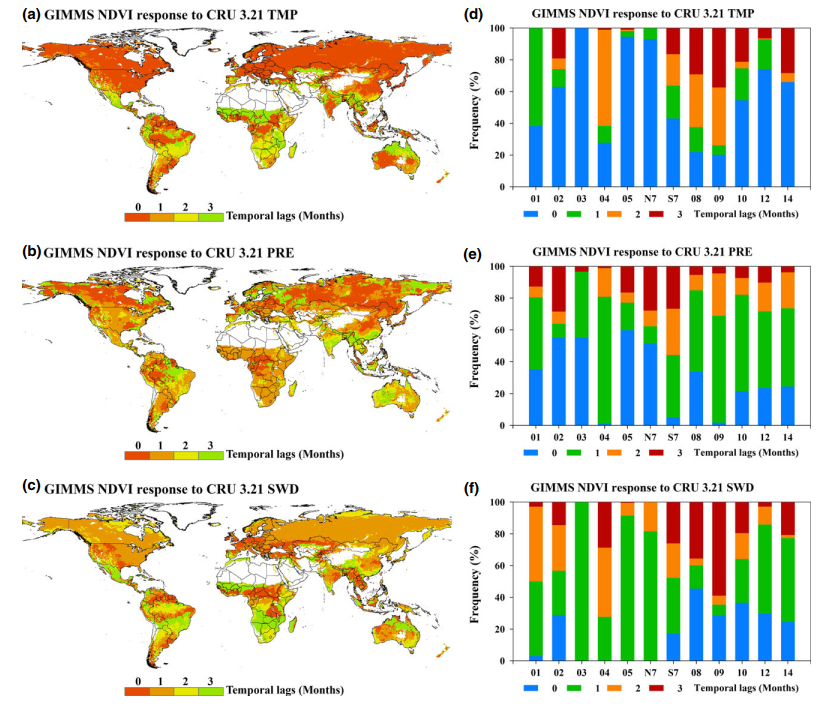 (a) GIMMS NDVI response to CRU 3.21 TMP
0 1 2 3
Temporal lags (Months)
(b) GIMMS NDVI response to CRU 3.21 PRE
0 1 2 3
Temporal lags (Months)
(c) GIMMS NDVI response to CRU 3.21 SWD
0 1 2 3
Temporal lags (Months)
(d) GIMMS NDVI response to CRU 3.21 TMP
100
80
60
40
20
0
Frequency (%)
01 02 03 04 05 N7 S7 08 09 10 12 14
0 1 2 3 Temporal lags (Months)
(e) GIMMS NDVI response to CRU 3.21 PRE
100
80
60
40
20
0
Frequency (%)
01 02 03 04 05 N7 S7 08 09 10 12 14
0 1 2 3 Temporal lags (Months)
(f) GIMMS NDVI response to CRU 3.21 SWD
100
80
60
40
20
0
Frequency (%)
01 02 03 04 05 N7 S7 08 09 10 12 14
0 1 2 3 Temporal lags (Months)